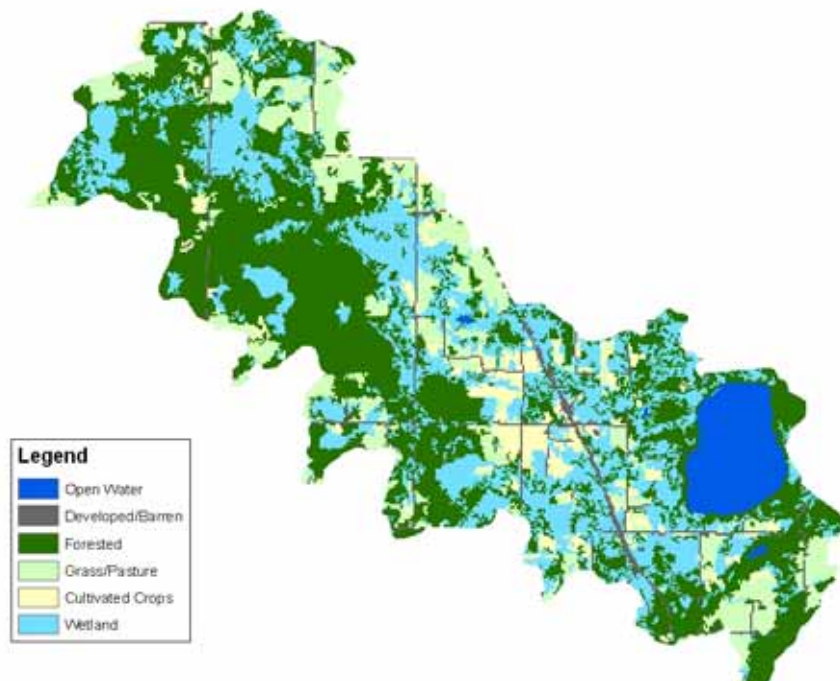 Legend
Open Water
Developed/Barren
Forested
Grass/Pasture
Cultivated Crops
Wetland